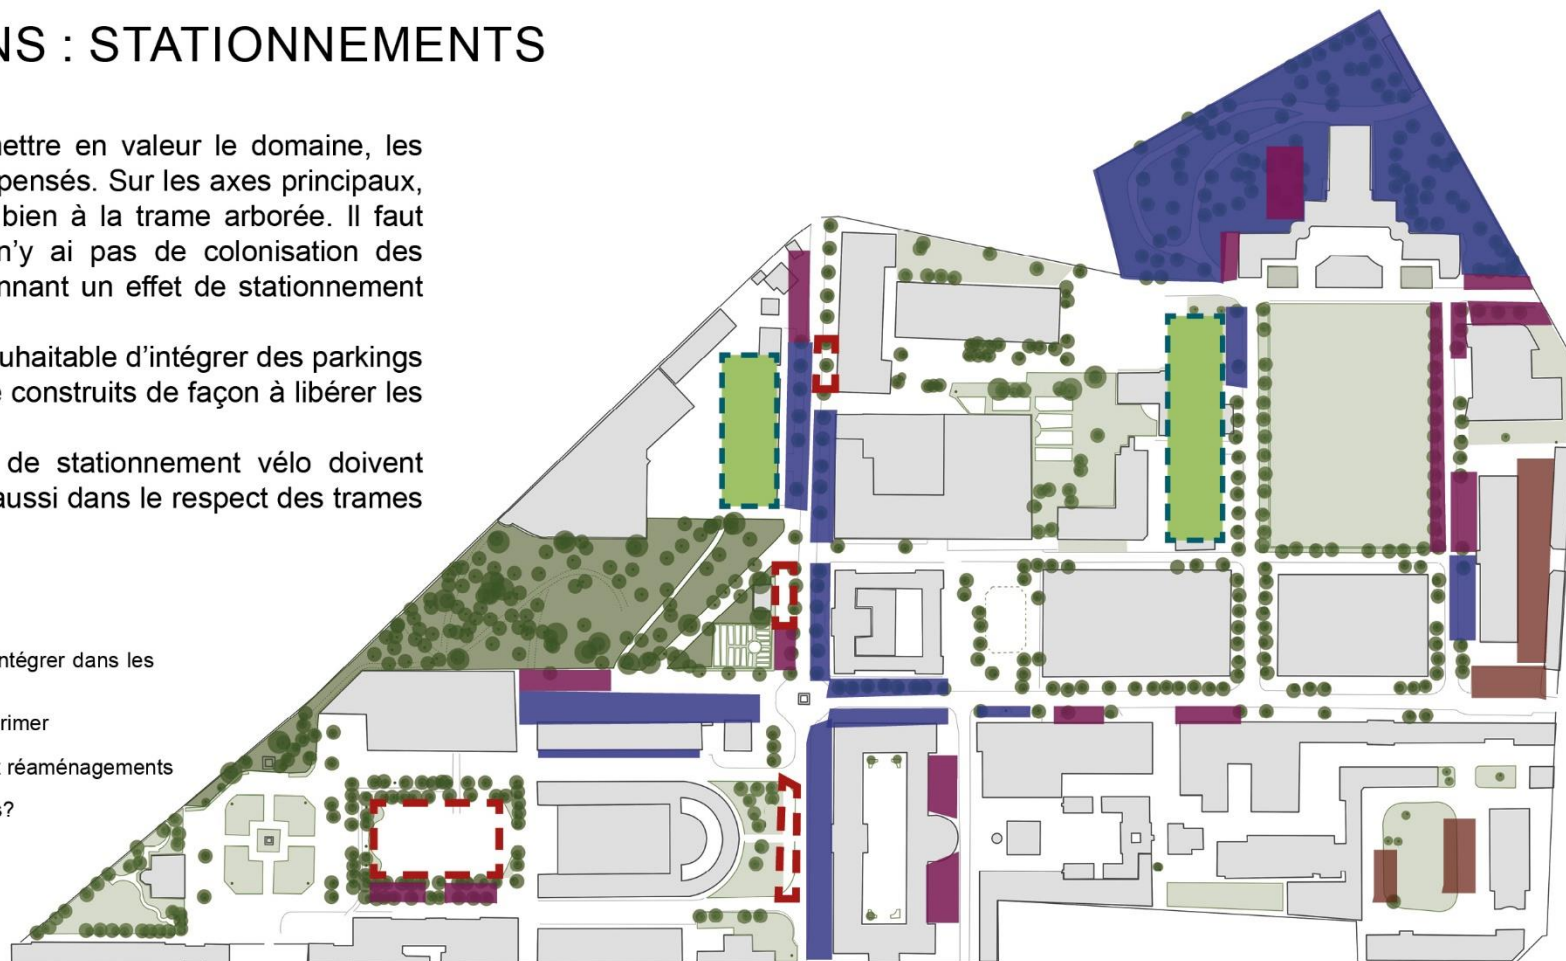 NS : STATIONNEMENTS
mettre en valeur le domaine, les
pensés. Sur les axes principaux,
bien à la trame arborée. Il faut
n'y ai pas de colonisation des
nnant un effet de stationnement
uhaitable d'intégrer des parkings
e construits de façon à libérer les
de stationnement vélo doivent
aussi dans le respect des trames
ntégrer dans les
rimer
t réaménagements
s?